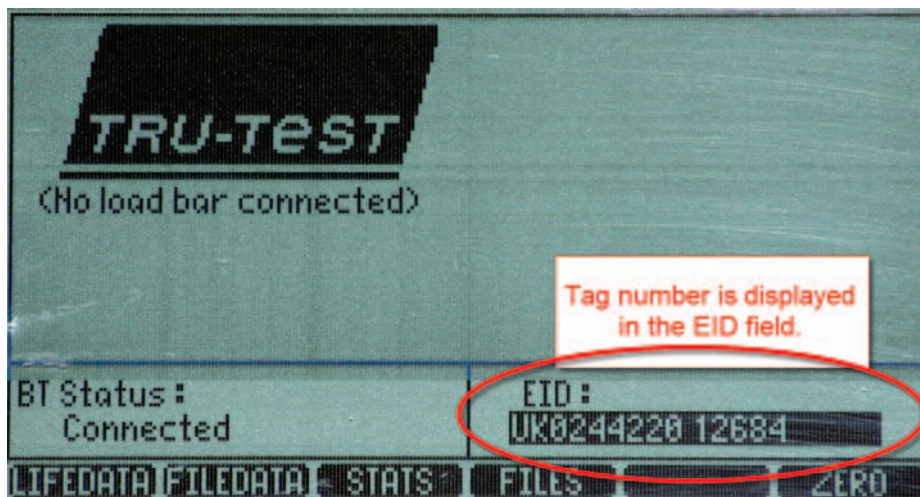 TRU-TEST
(No load bar connected)
Tag number is displayed
in the EID field.
BT Status:
Connected
EID:
UK0244220 12684
LIFEDATA FILEDATA STATS FILES ZERO